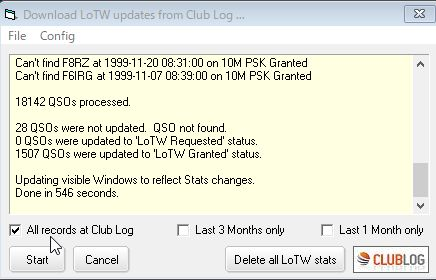 Download LoTW updates from Club Log ...
File Config
Can't find F8RZ at 1999-11-20 08:31:00 on 10M PSK Granted
Can't find F6IRG at 1999-11-07 08:39:00 on 10M PSK Granted
18142 QSOs processed.
28 QSOs were not updated.  QSO not found.
0 QSOs were updated to 'LoTW Requested' status.
1507 QSOs were updated to 'LoTW Granted' status.
Updating visible Windows to reflect Stats changes.
Done in 546 seconds.
All records at Club Log Last 3 Months only Last 1 Month only
Start Cancel Delete all LoTW stats CLUBLOG